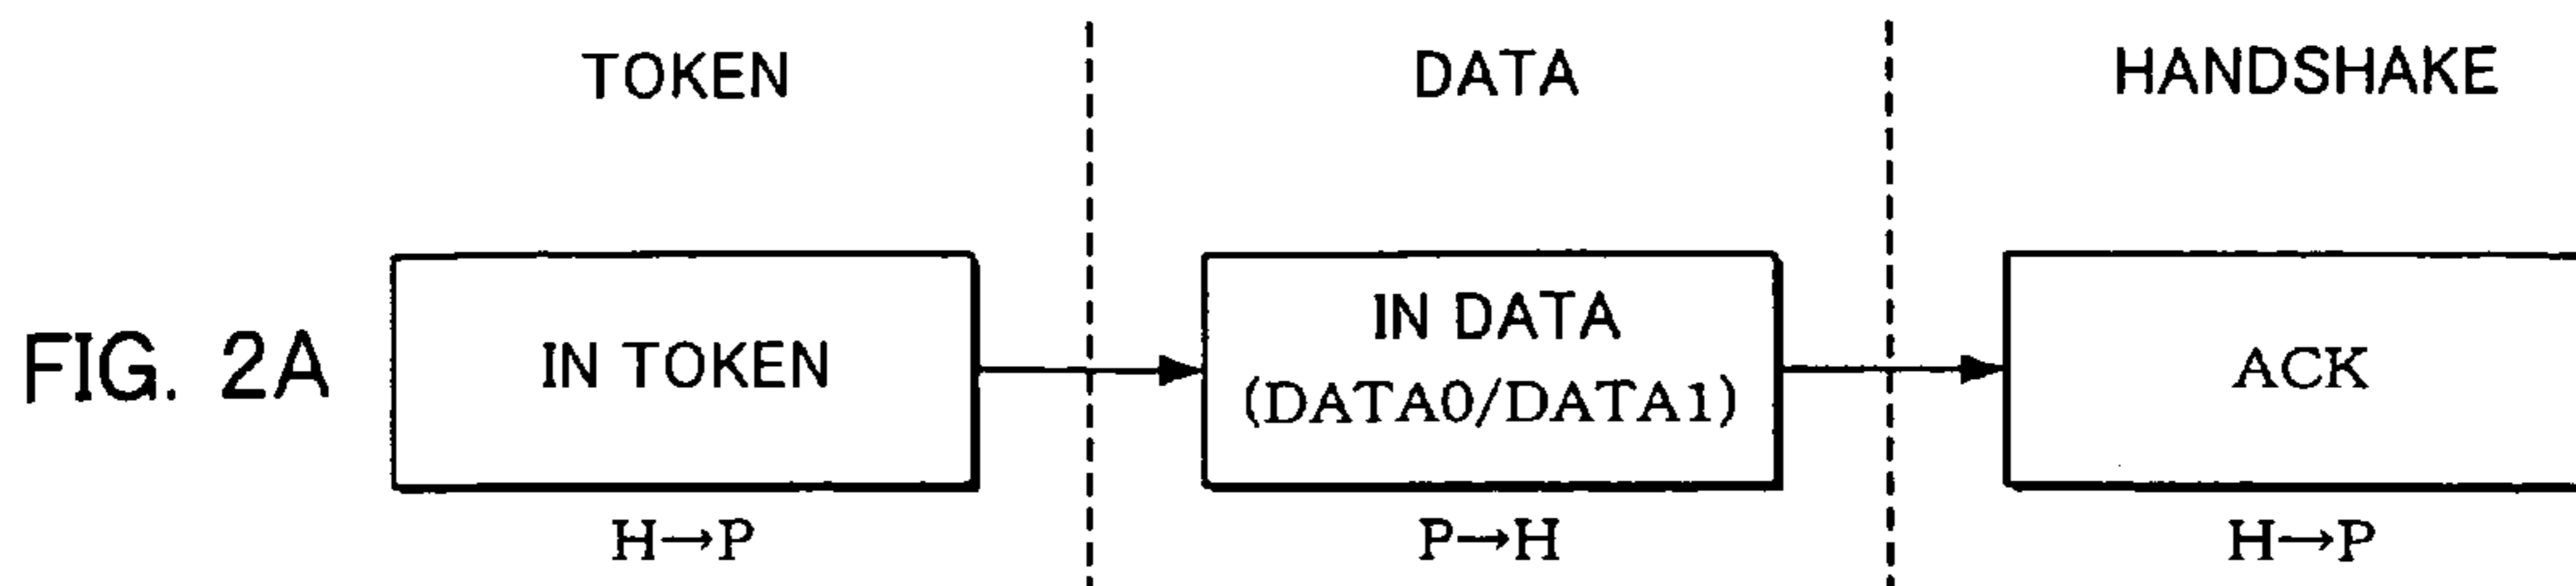 TOKEN DATA HANDSHAKE
FIG. 2A
IN TOKEN
IN DATA
(DATA0/DATA1)
ACK
H→P P→H H→P